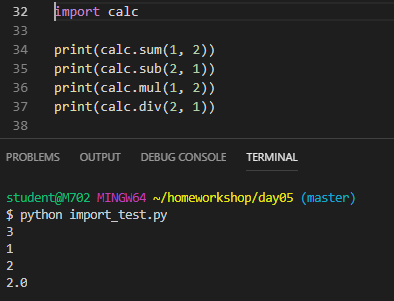 32 import calc
33
34 print(calc.sum(1, 2))
35 print(calc.sub(2, 1))
36 print(calc.mul(1, 2))
37 print(calc.div(2, 1))
38
PROBLEMS OUTPUT DEBUG CONSOLE TERMINAL
student@M702 MINGW64 ~/homeworkshop/day05 (master)
$ python import_test.py
3
1
2
2.0